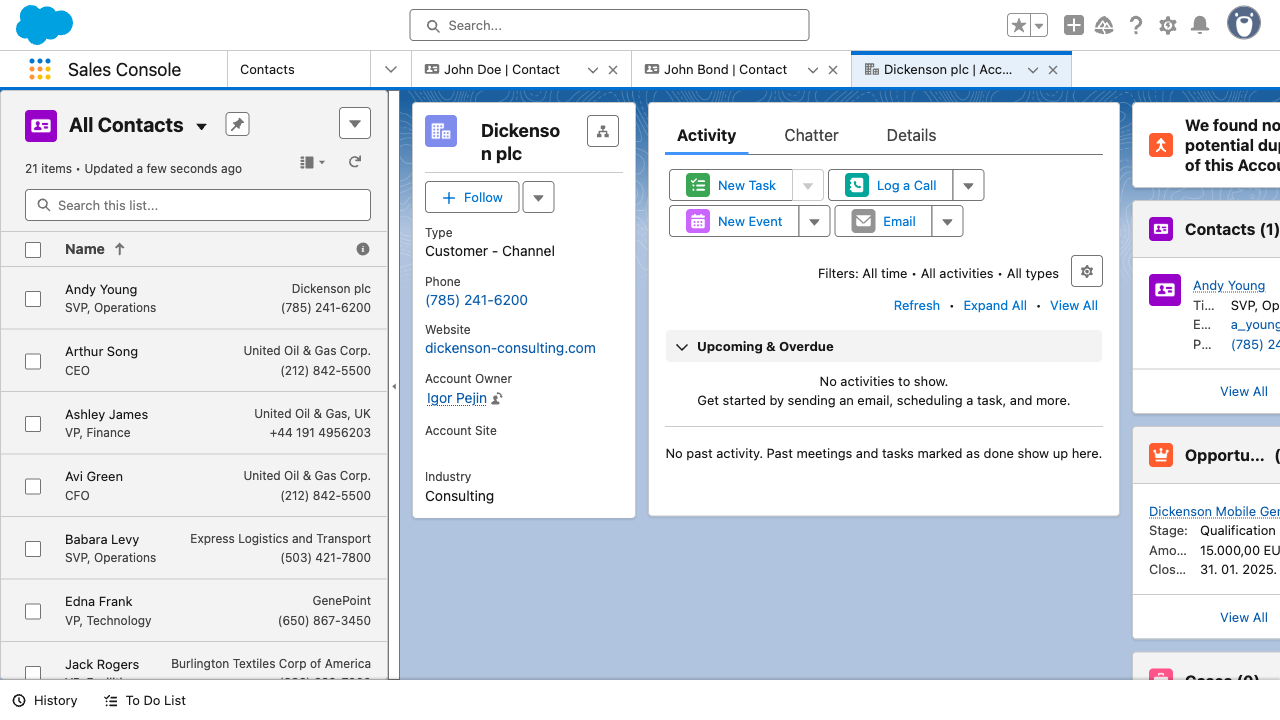 Search...
Sales Console
Contacts
John Doe | Contact
John Bond | Contact
Dickenson plc | Acc...
All Contacts
21 items • Updated a few seconds ago
Search this list...
Name
Andy Young
Dickenson plc
SVP, Operations
(785) 241-6200
Arthur Song
United Oil & Gas Corp.
CEO
(212) 842-5500
Ashley James
United Oil & Gas, UK
VP, Finance
+44 191 4956203
Avi Green
United Oil & Gas Corp.
CFO
(212) 842-5500
Babara Levy
Express Logistics and Transport
SVP, Operations
(503) 421-7800
Edna Frank
GenePoint
VP, Technology
(650) 867-3450
Jack Rogers
Burlington Textiles Corp of America
Dickenso
n plc
Follow
Type
Customer - Channel
Phone
(785) 241-6200
Website
dickenson-consulting.com
Account Owner
Igor Pejin
Account Site
Industry
Consulting
Activity
Chatter
Details
New Task
Log a Call
New Event
Email
Filters: All time • All activities • All types
Refresh • Expand All • View All
Upcoming & Overdue
No activities to show.
Get started by sending an email, scheduling a task, and more.
No past activity. Past meetings and tasks marked as done show up here.
We found no
potential dup
of this Accou
Contacts (1)
Andy Young
Ti... SVP, Op
E... a_young
P... (785) 24
View All
Opportu... (
Dickenson Mobile Gen
Stage: Qualification
Amo... 15.000,00 EU
Clos... 31. 01. 2025.
View All
Cases (0)
History
To Do List